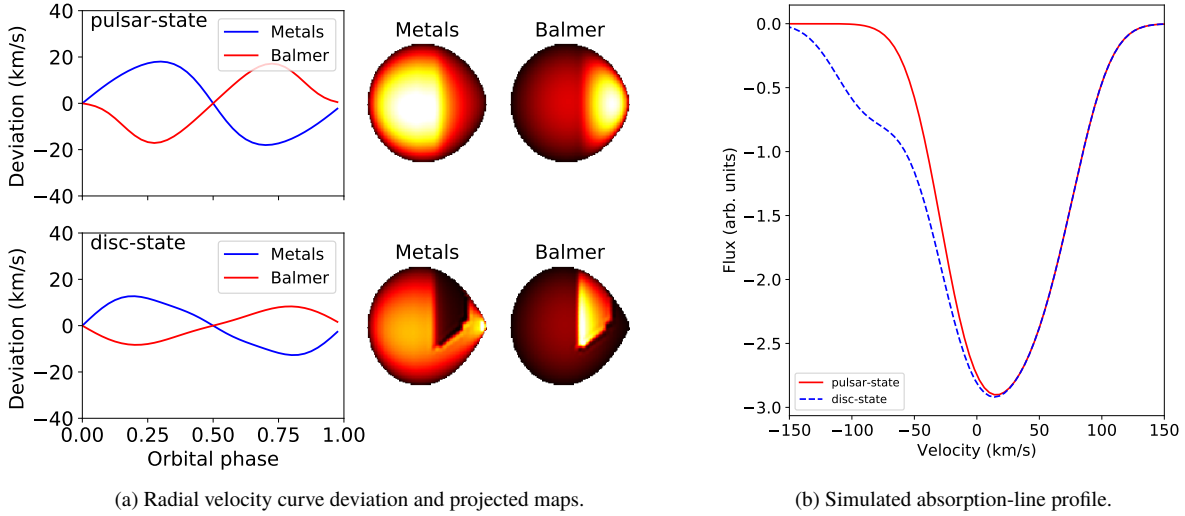 pulsar-state
Metals
Balmer
40
20
0
−20
−40
Deviation (km/s)
Metals
Balmer
disc-state
Metals
Balmer
40
20
0
−20
−40
Deviation (km/s)
0.00 0.25 0.50 0.75 1.00
Orbital phase
Metals
Balmer
(a) Radial velocity curve deviation and projected maps.
0.0
−0.5
−1.0
−1.5
−2.0
−2.5
−3.0
Flux (arb. units)
pulsar-state
disc-state
−150 −100 −50 0 50 100 150
Velocity (km/s)
(b) Simulated absorption-line profile.